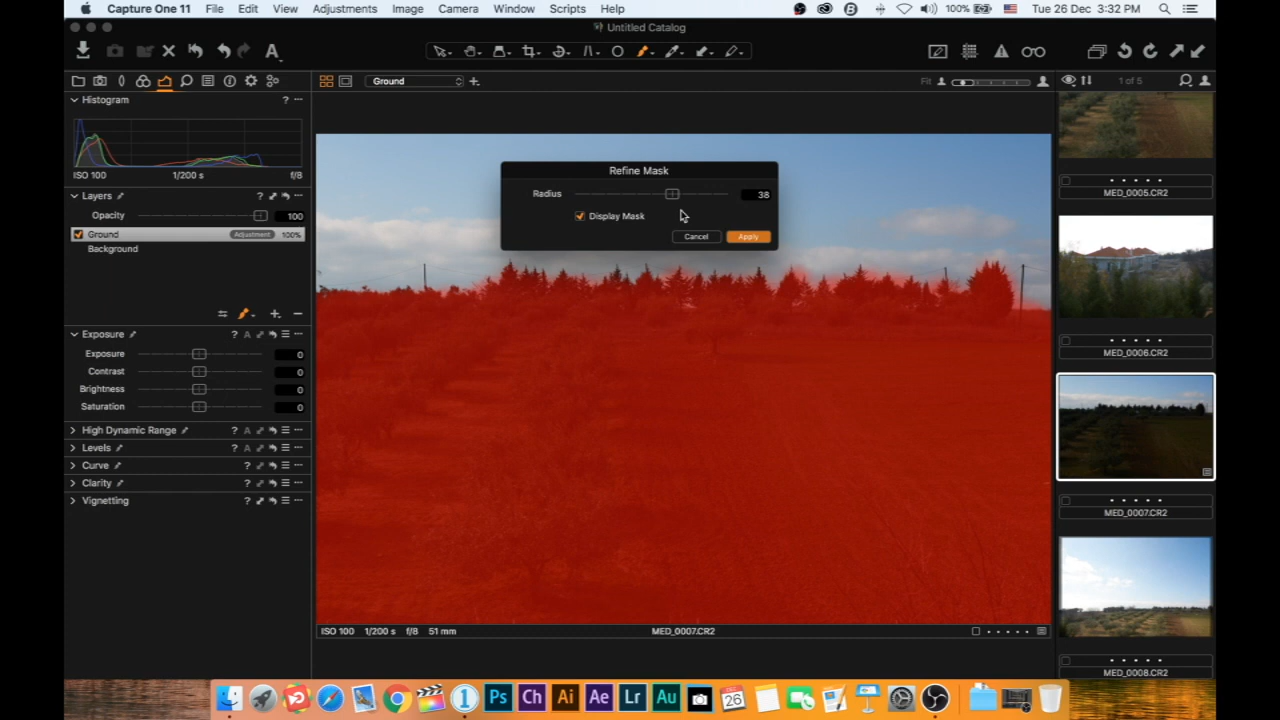 Capture One 11 File Edit View Adjustments Image Camera Window Scripts Help 100% Tue 26 Dec 3:32 PM
Untitled Catalog
Ground
Fit
1 of 5
Histogram
ISO 100 1/200 s f/8
Layers
Opacity 100
Ground Adjustment 100%
Background
Exposure
Exposure 0
Contrast 0
Brightness 0
Saturation 0
High Dynamic Range
Levels
Curve
Clarity
Vignetting
Refine Mask
Radius 38
Display Mask
Cancel Apply
ISO 100 1/200 s f/8 51 mm MED_0007.CR2
MED_0005.CR2
MED_0006.CR2
MED_0007.CR2
MED_0008.CR2
Ps Ch Ai Ae Lr Au
DEC
26